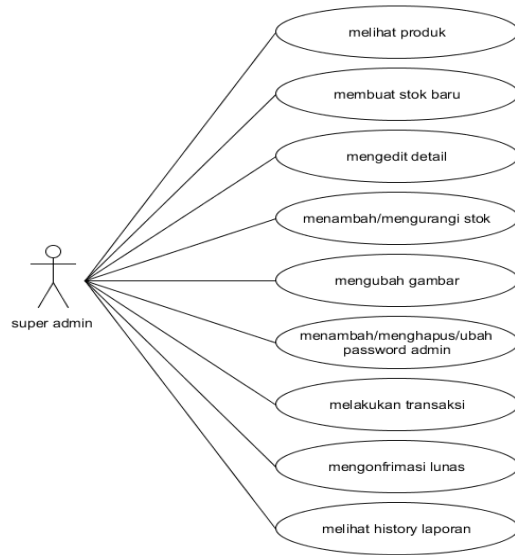 melihat produk
membuat stok baru
mengedit detail
menambah/mengurangi stok
mengubah gambar
super admin
menambah/menghapus/ubah
password admin
melakukan transaksi
mengonfrimasi lunas
melihat history laporan